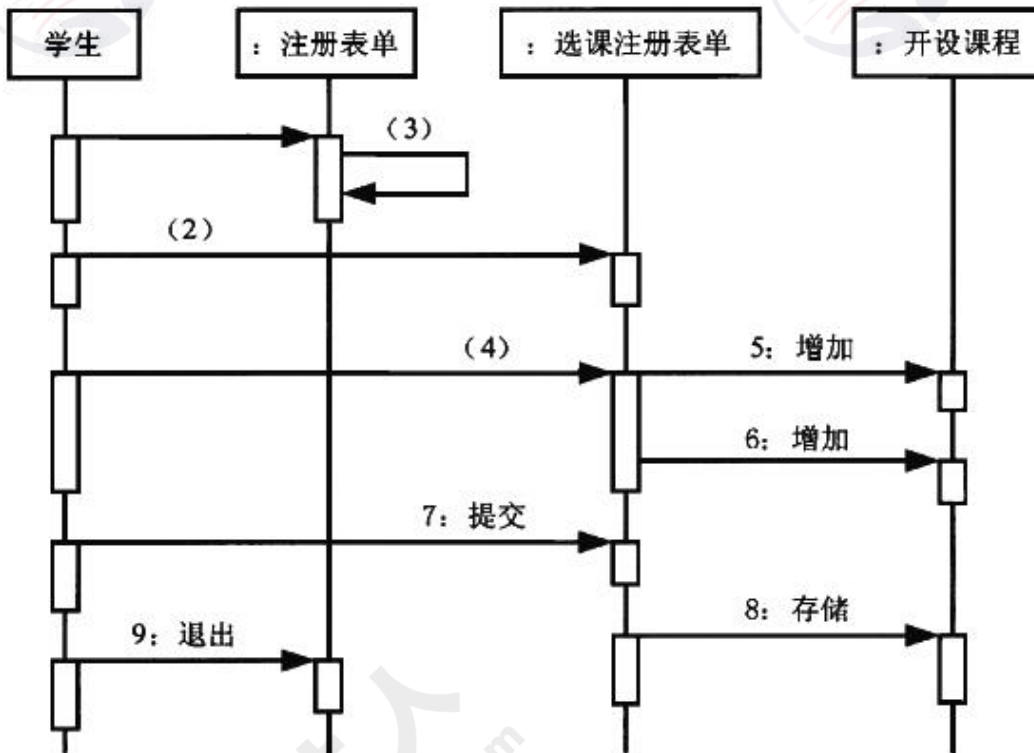 学生
：注册表单
：选课注册表单
：开设课程
（3）
（2）
（4）
5：增加
6：增加
7：提交
8：存储
9：退出
人